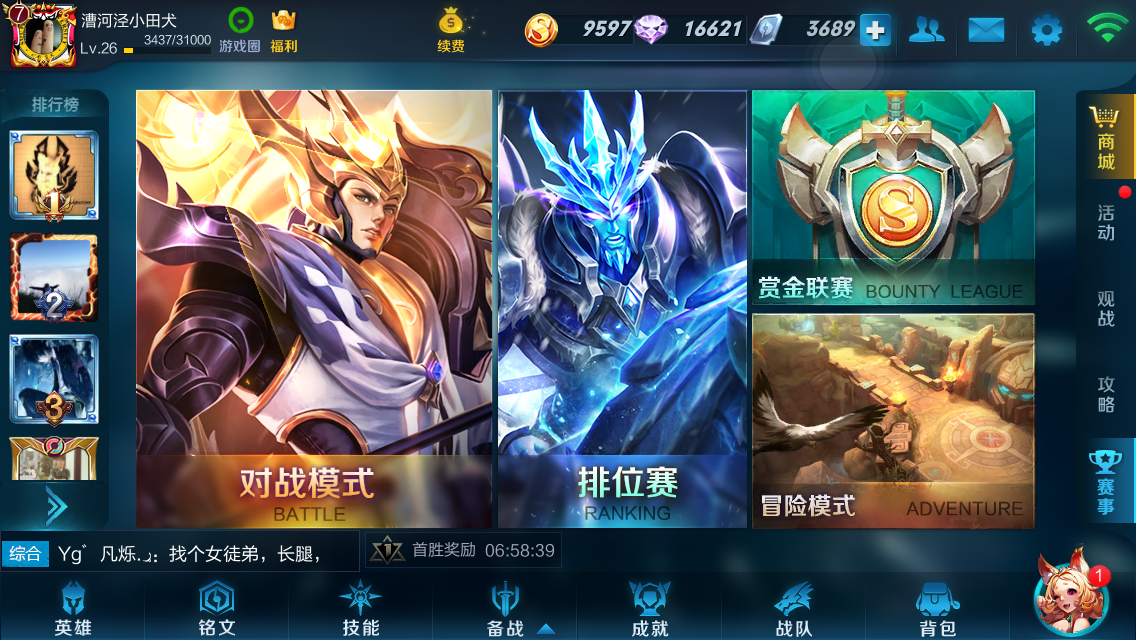 7
漕河泾小田犬
Lv.26
3437/31000
游戏圈
福利
续费
9597
16621
3689
排行榜
1
2
3
对战模式
BATTLE
排位赛
RANKING
S
赏金联赛 BOUNTY LEAGUE
冒险模式 ADVENTURE
商城
活动
观战
攻略
赛事
综合 Yg゛ 凡烁.ﻌ: 找个女徒弟，长腿，
首胜奖励 06:58:39
英雄
铭文
技能
备战
成就
战队
背包
1